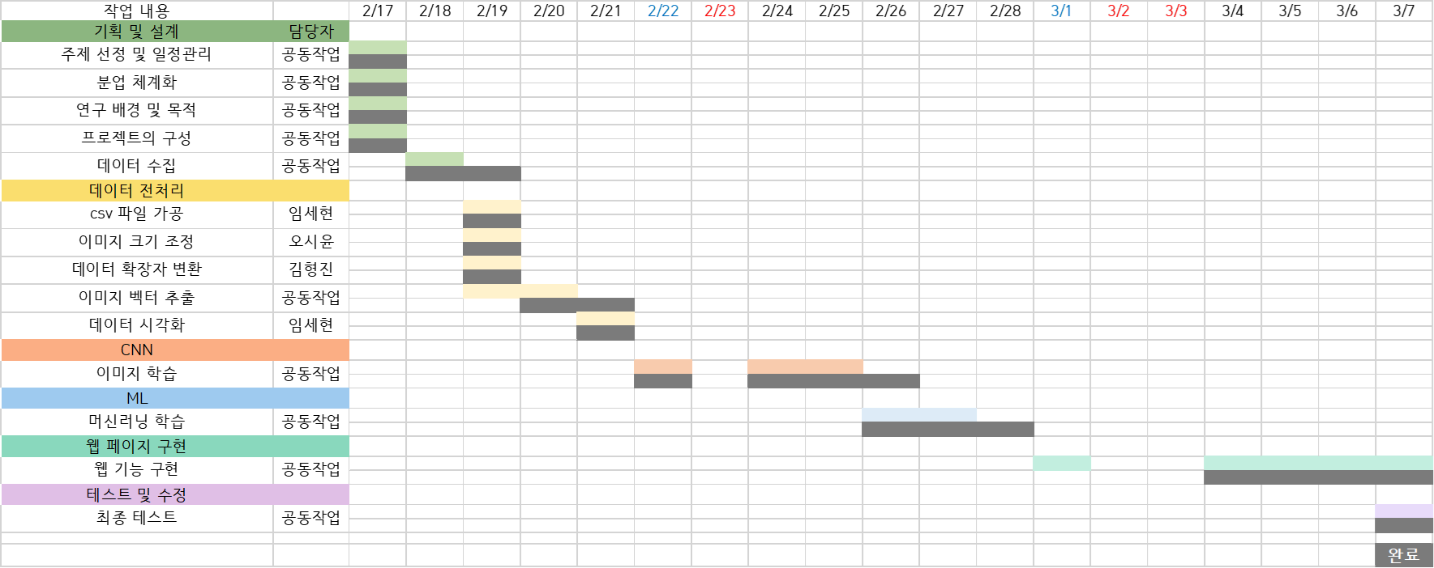 작업 내용 2/17 2/18 2/19 2/20 2/21 2/22 2/23 2/24 2/25 2/26 2/27 2/28 3/1 3/2 3/3 3/4 3/5 3/6 3/7
기획 및 설계 담당자
주제 선정 및 일정관리 공동작업
분업 체계화 공동작업
연구 배경 및 목적 공동작업
프로젝트의 구성 공동작업
데이터 수집 공동작업
데이터 전처리
csv 파일 가공 임세현
이미지 크기 조정 오시윤
데이터 확장자 변환 김형진
이미지 벡터 추출 공동작업
데이터 시각화 임세현
CNN
이미지 학습 공동작업
ML
머신러닝 학습 공동작업
웹 페이지 구현
웹 기능 구현 공동작업
테스트 및 수정
최종 테스트 공동작업
완료